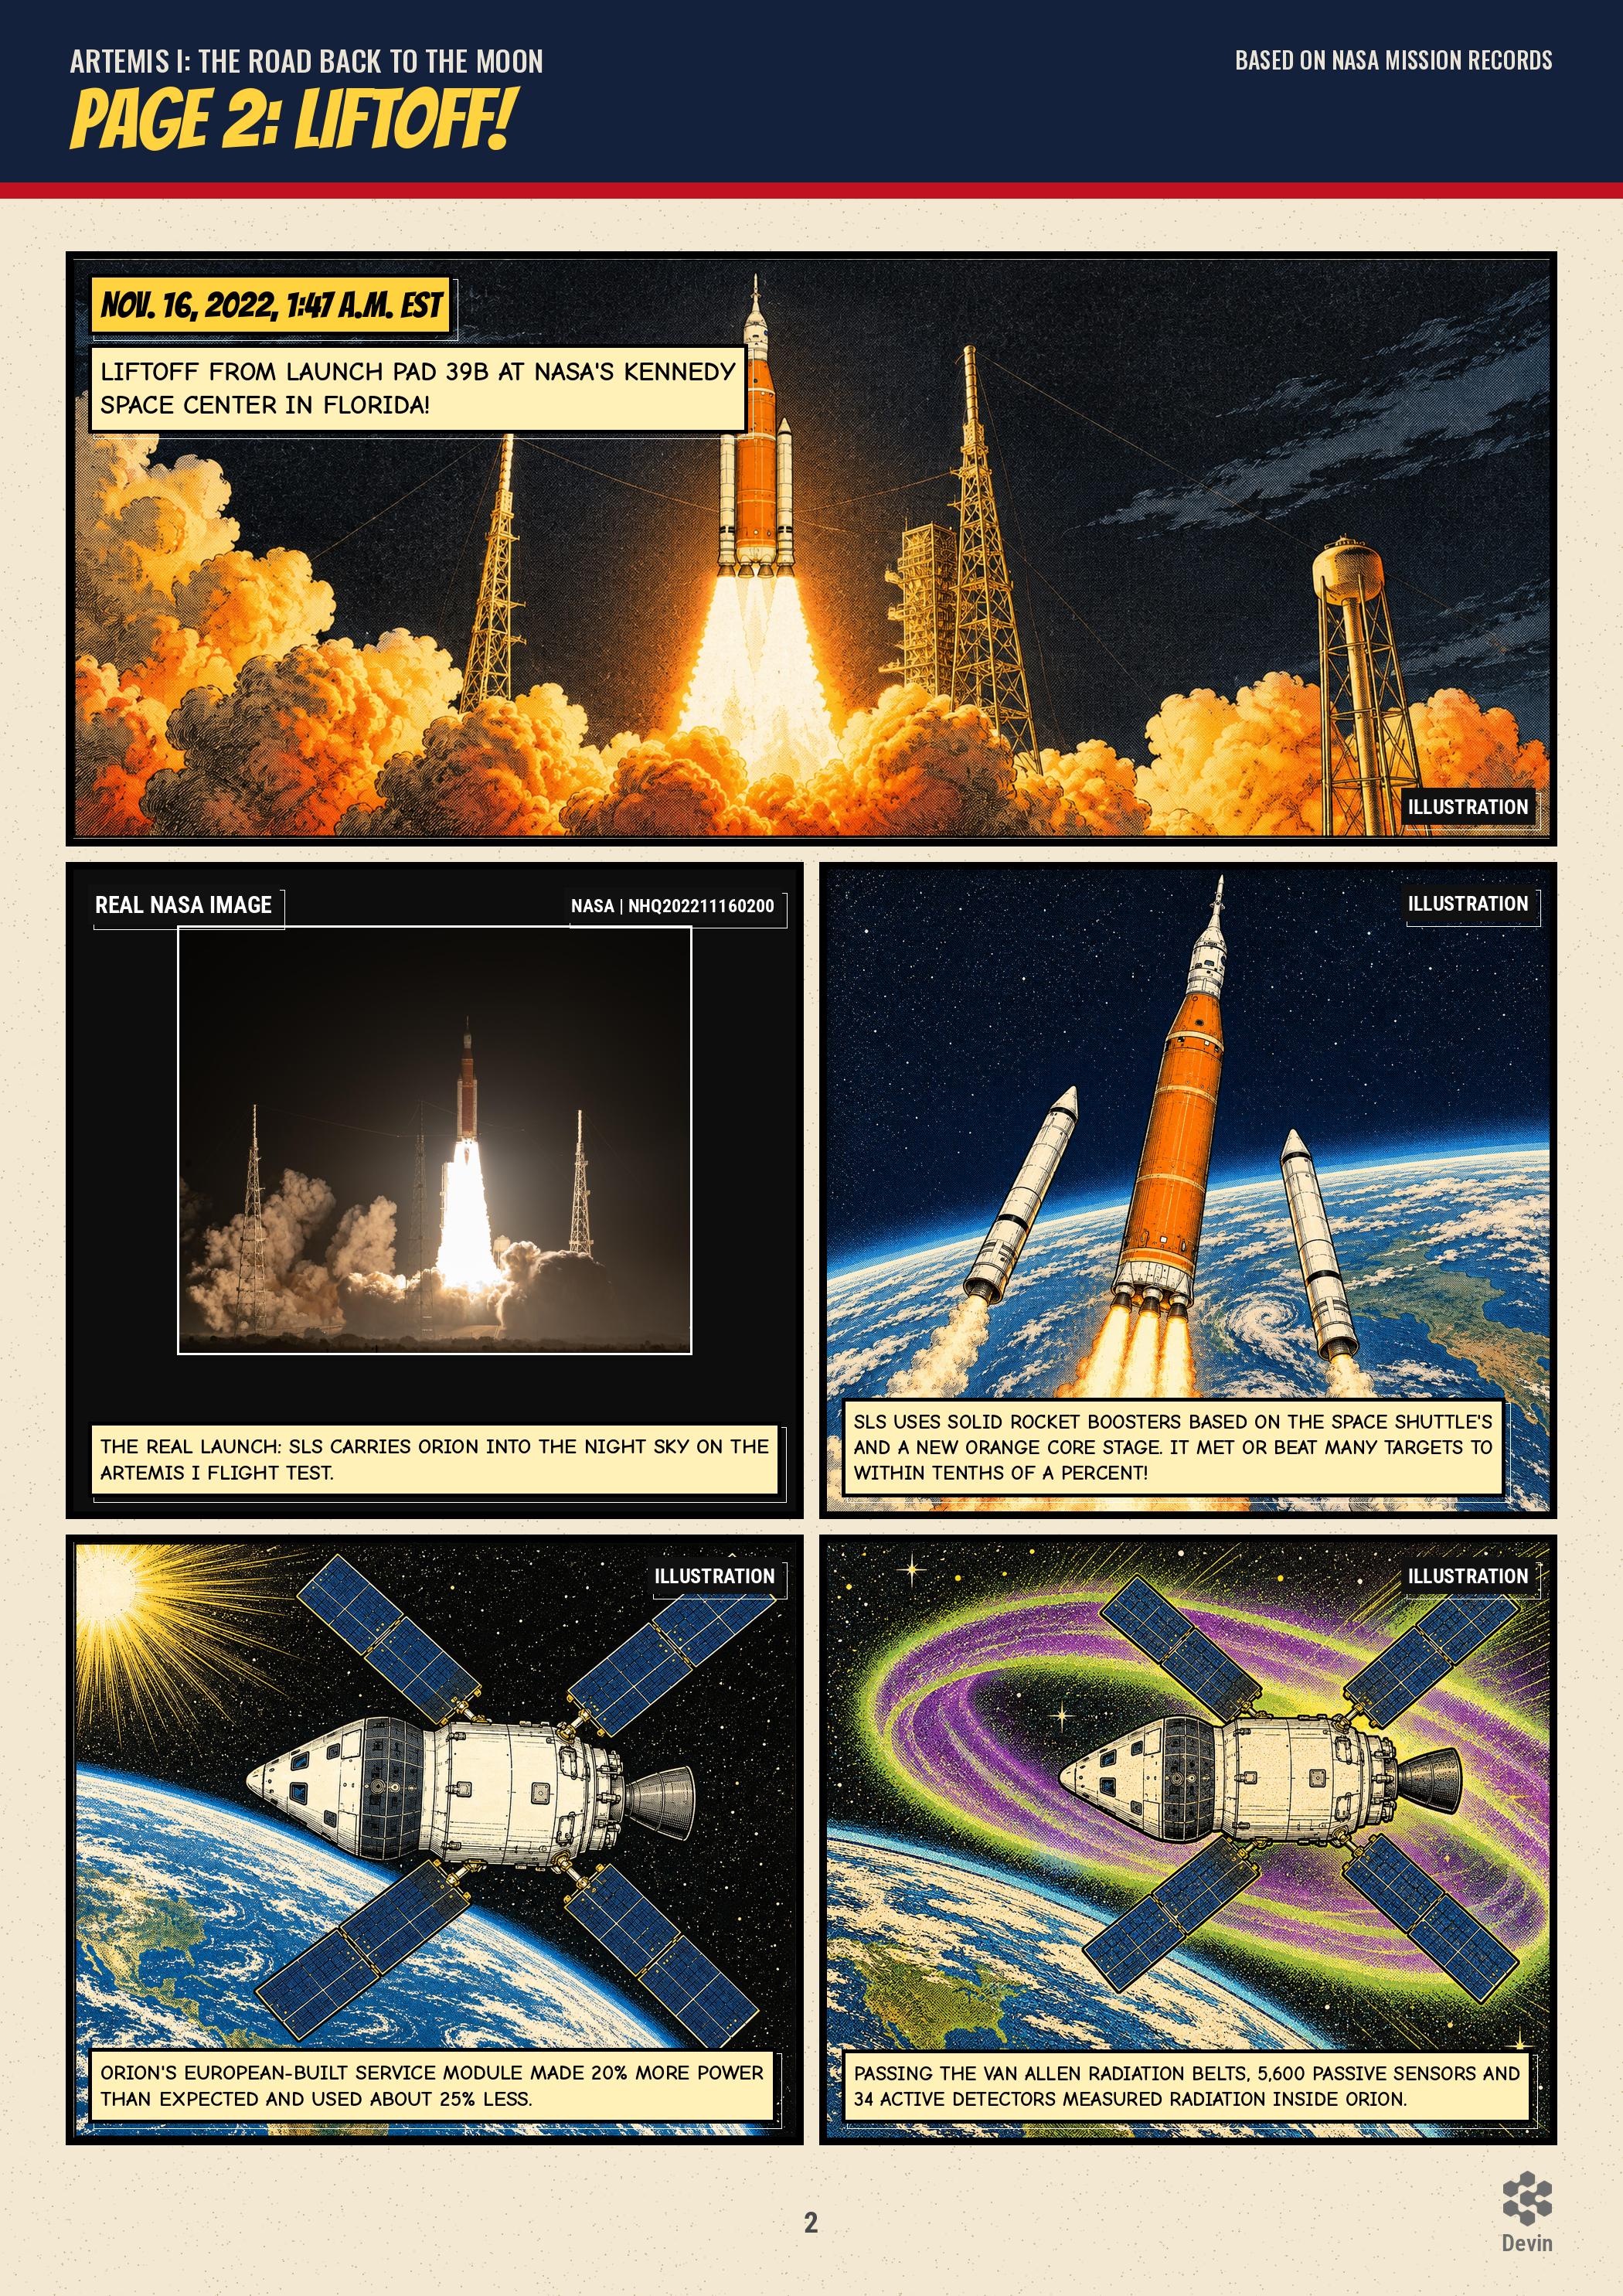 ARTEMIS I: THE ROAD BACK TO THE MOON
BASED ON NASA MISSION RECORDS
PAGE 2: LIFTOFF!
NOV. 16, 2022, 1:47 A.M. EST
LIFTOFF FROM LAUNCH PAD 39B AT NASA'S KENNEDY
SPACE CENTER IN FLORIDA!
ILLUSTRATION
REAL NASA IMAGE
NASA | NHQ202211160200
THE REAL LAUNCH: SLS CARRIES ORION INTO THE NIGHT SKY ON THE
ARTEMIS I FLIGHT TEST.
ILLUSTRATION
SLS USES SOLID ROCKET BOOSTERS BASED ON THE SPACE SHUTTLE'S
AND A NEW ORANGE CORE STAGE. IT MET OR BEAT MANY TARGETS TO
WITHIN TENTHS OF A PERCENT!
ILLUSTRATION
ORION'S EUROPEAN-BUILT SERVICE MODULE MADE 20% MORE POWER
THAN EXPECTED AND USED ABOUT 25% LESS.
ILLUSTRATION
PASSING THE VAN ALLEN RADIATION BELTS, 5,600 PASSIVE SENSORS AND
34 ACTIVE DETECTORS MEASURED RADIATION INSIDE ORION.
2
Devin